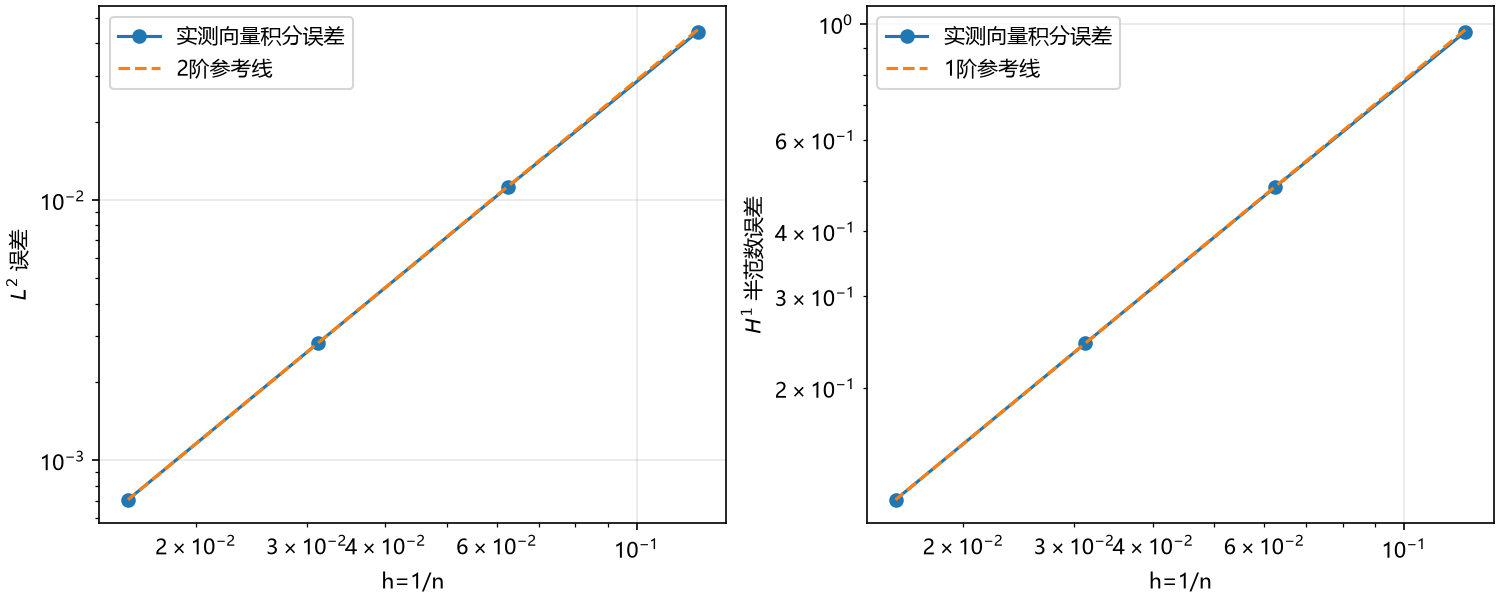 实测向量积分误差
2阶参考线
10⁻²
10⁻³
L² 误差
2 × 10⁻²
3 × 10⁻²
4 × 10⁻²
6 × 10⁻²
10⁻¹
h=1/n
实测向量积分误差
1阶参考线
10⁰
6 × 10⁻¹
4 × 10⁻¹
3 × 10⁻¹
2 × 10⁻¹
H¹ 半范数误差
2 × 10⁻²
3 × 10⁻²
4 × 10⁻²
6 × 10⁻²
10⁻¹
h=1/n